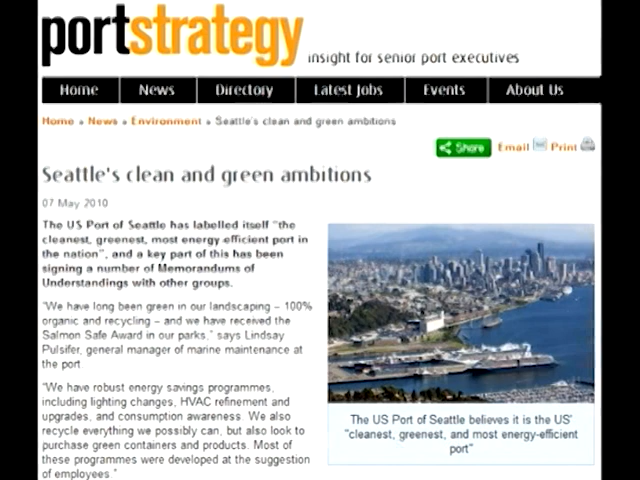 portstrategy insight for senior port executives
Home News Directory Latest Jobs Events About Us
Home » News » Environment » Seattle's clean and green ambitions
Share Email Print
Seattle's clean and green ambitions
07 May 2010
The US Port of Seattle has labelled itself "the
cleanest, greenest, most energy efficient port in
the nation", and a key part of this has been
signing a number of Memorandums of
Understandings with other groups.
"We have long been green in our landscaping – 100%
organic and recycling – and we have received the
Salmon Safe Award in our parks," says Lindsay
Pulsifer, general manager of marine maintenance at
the port.
"We have robust energy savings programmes,
including lighting changes, HVAC refinement and
upgrades, and consumption awareness. We also
recycle everything we possibly can, but also look to
purchase green containers and products. Most of
these programmes were developed at the suggestion
of employees."
The US Port of Seattle believes it is the US'
"cleanest, greenest, and most energy-efficient
port"